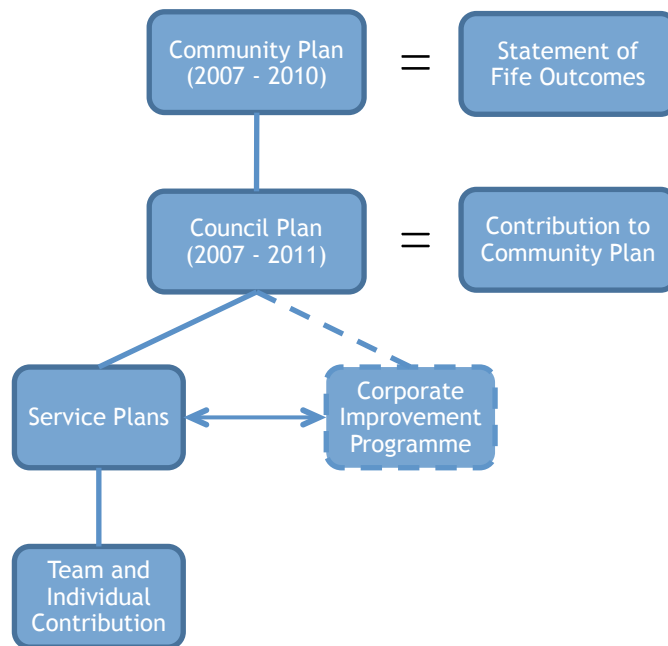 Community Plan
(2007 - 2010)
=
Statement of
Fife Outcomes
Council Plan
(2007 - 2011)
=
Contribution to
Community Plan
Service Plans
Corporate
Improvement
Programme
Team and
Individual
Contribution